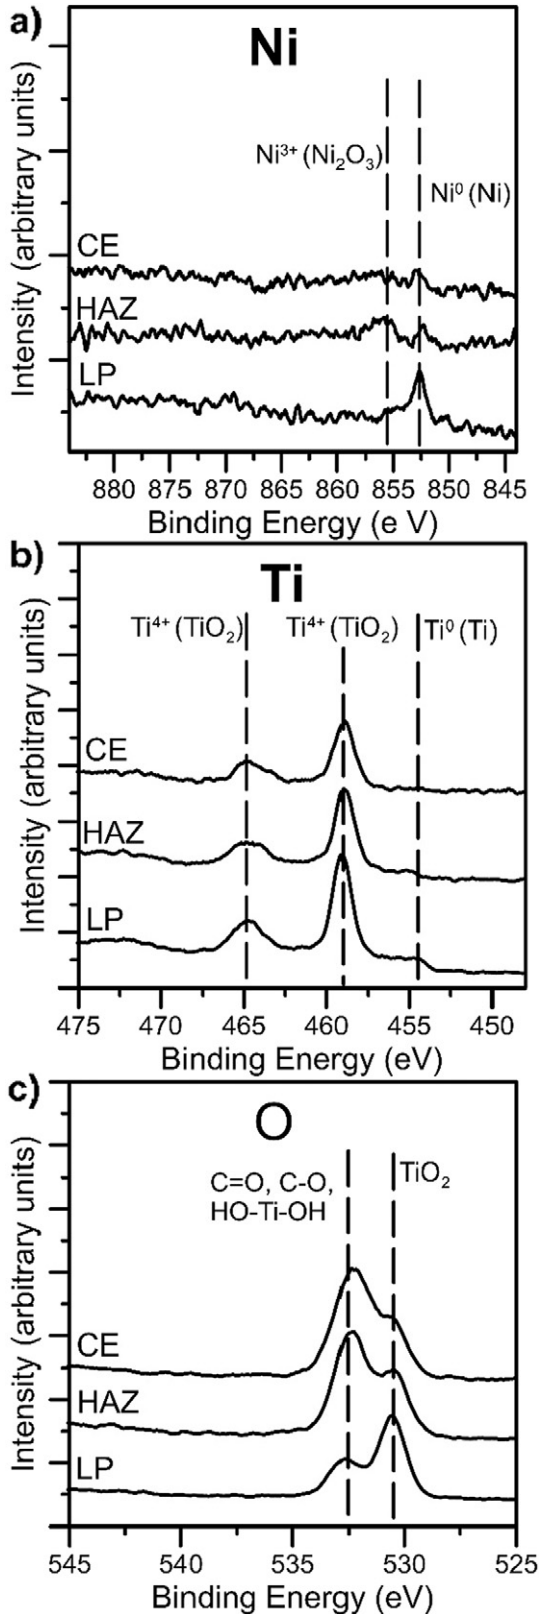 a)
Ni
Intensity (arbitrary units)
Ni³⁺ (Ni₂O₃)
Ni⁰ (Ni)
CE
HAZ
LP
880 875 870 865 860 855 850 845
Binding Energy (e V)
b)
Ti
Intensity (arbitrary units)
Ti⁴⁺ (TiO₂) Ti⁴⁺ (TiO₂) Ti⁰ (Ti)
CE
HAZ
LP
475 470 465 460 455 450
Binding Energy (eV)
c)
O
Intensity (arbitrary units)
C=O, C-O,
HO-Ti-OH
TiO₂
CE
HAZ
LP
545 540 535 530 525
Binding Energy (eV)